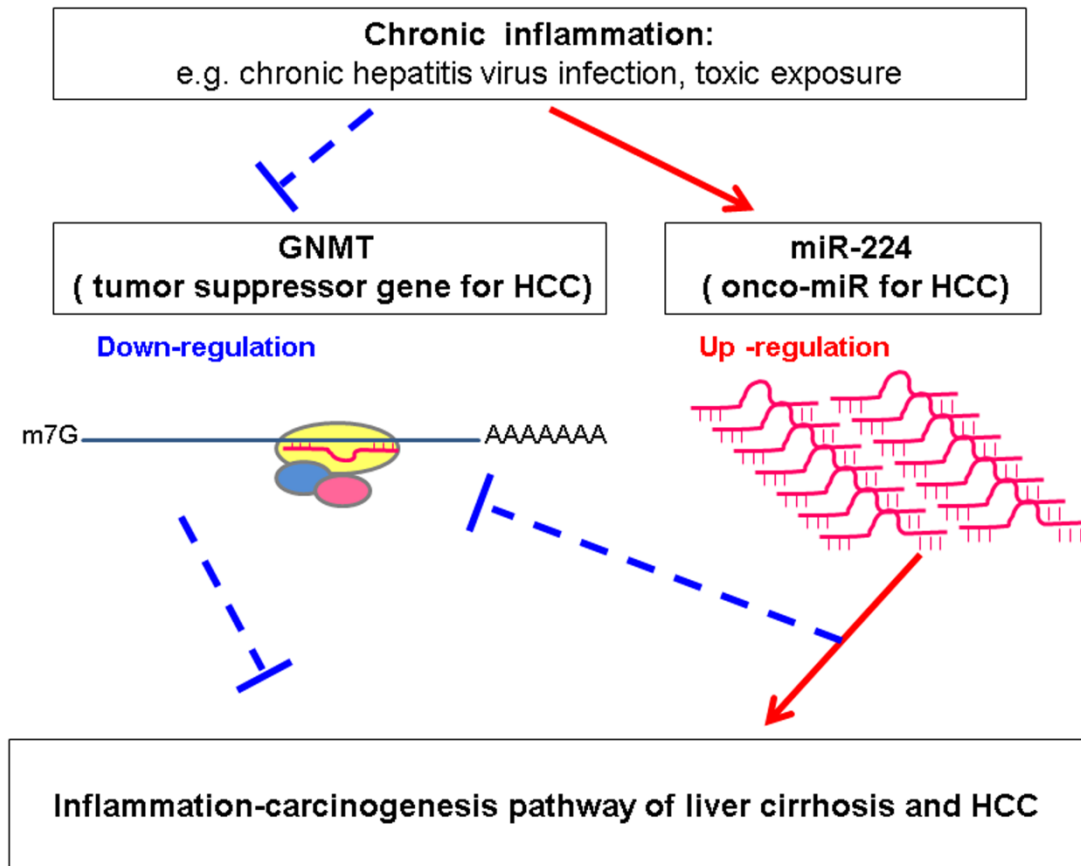 Chronic inflammation:
e.g. chronic hepatitis virus infection, toxic exposure
GNMT
( tumor suppressor gene for HCC)
miR-224
( onco-miR for HCC)
Down-regulation
Up -regulation
m7G
AAAAAAA
Inflammation-carcinogenesis pathway of liver cirrhosis and HCC